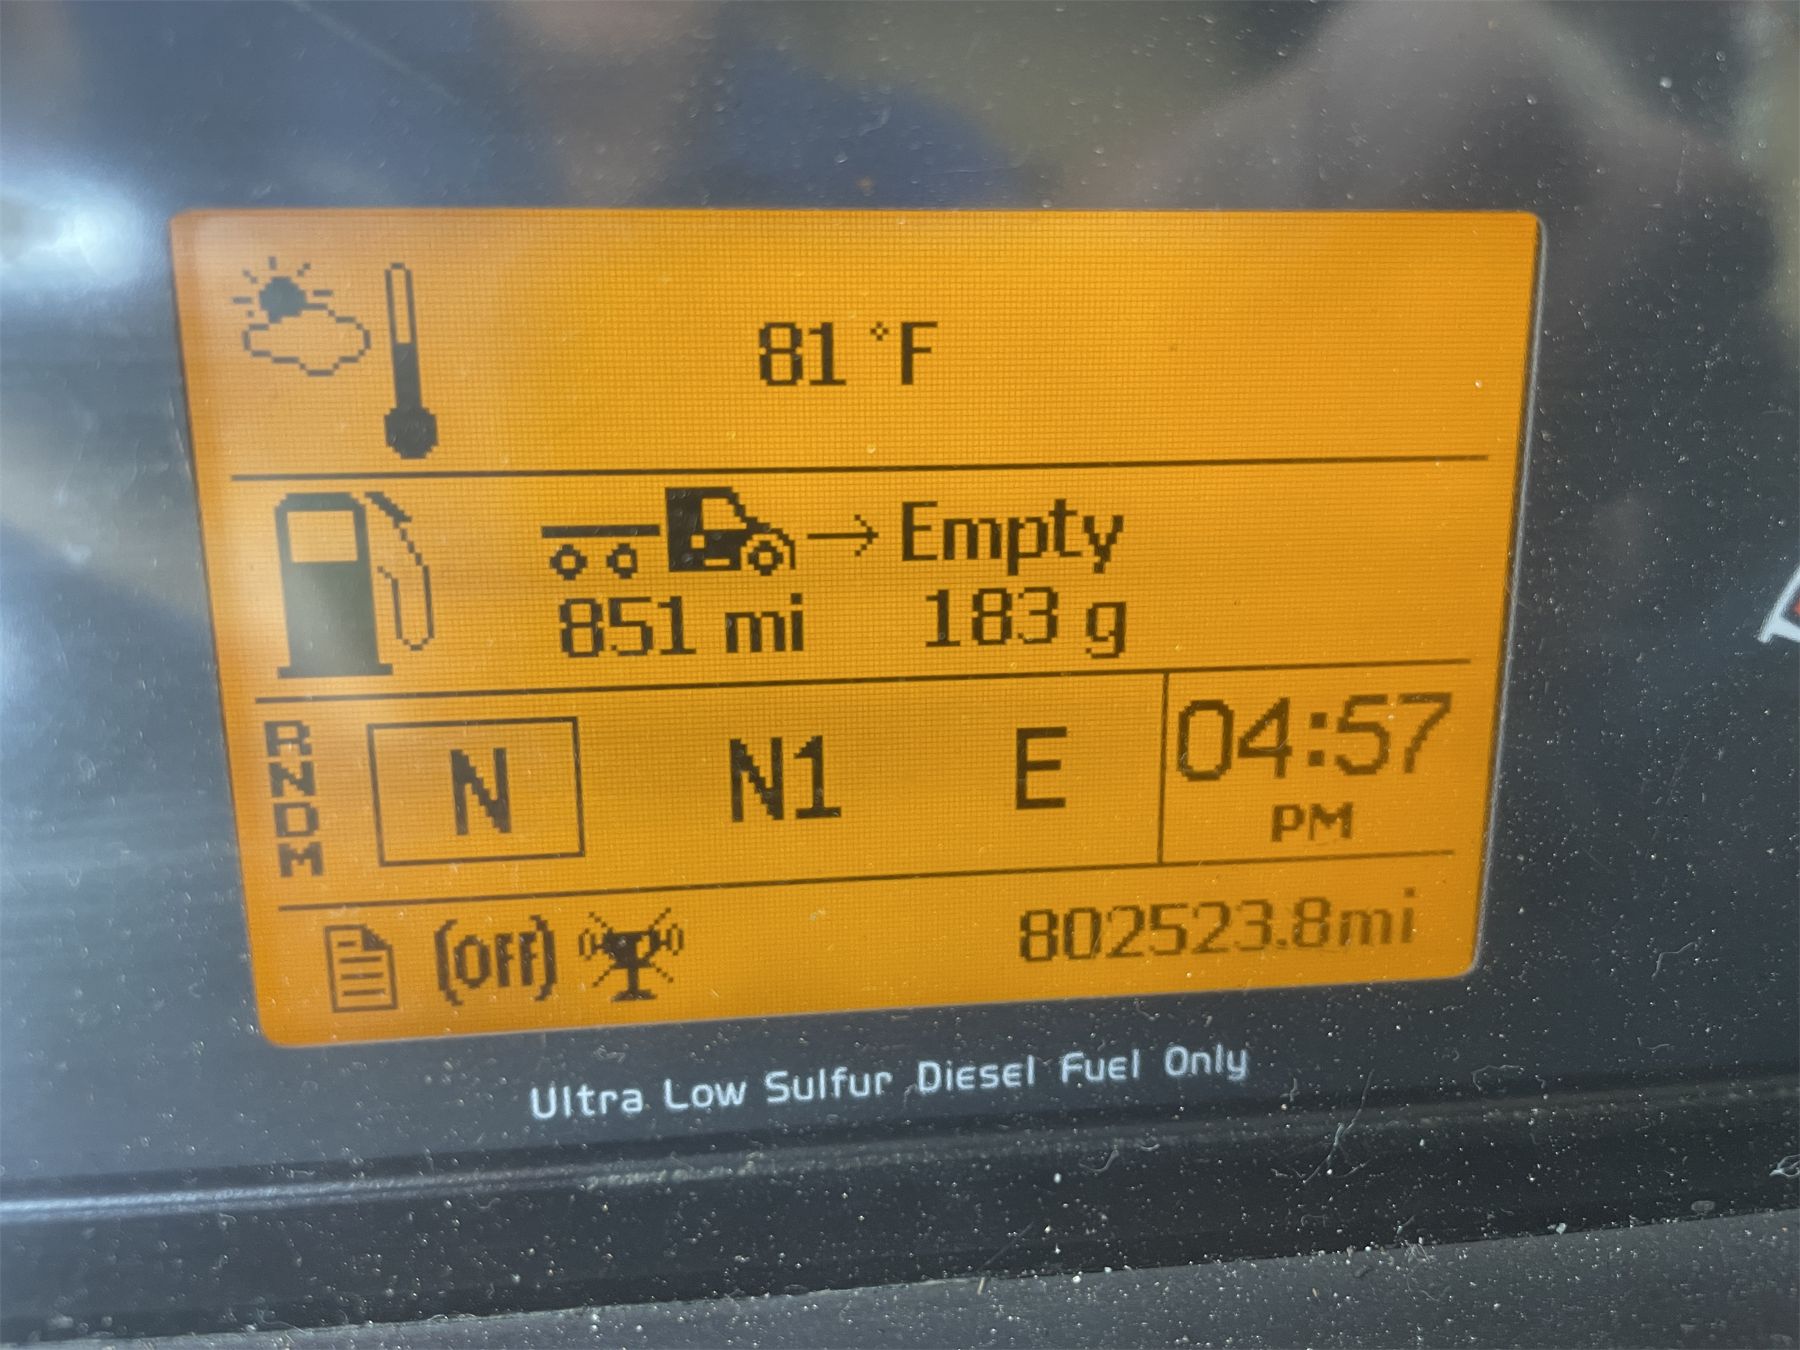 81 °F
Empty
851 mi 183 g
R
N
D
M
N N1 E
04:57
PM
(OFF)
802523.8mi
Ultra Low Sulfur Diesel Fuel Only